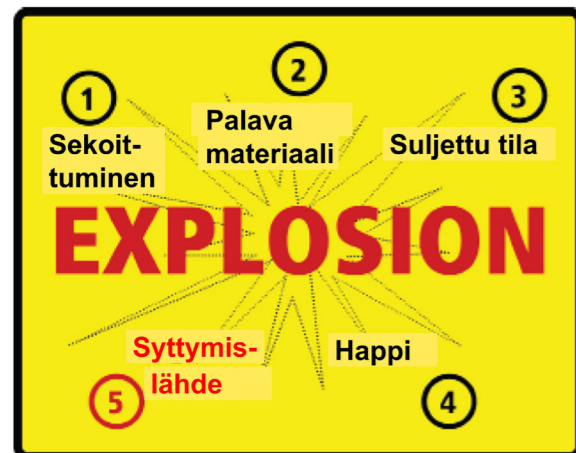 1
Sekoit-
tuminen
2
Palava
materiaali
3
Suljettu tila
EXPLOSION
Syttymis-
lähde
5
Happi
4